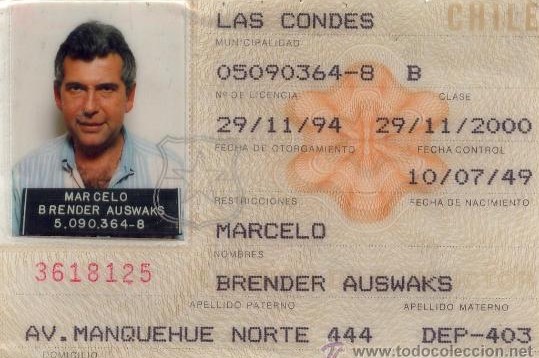 CHILE
LAS CONDES
MUNICIPALIDAD
05090364-8 B
Nº DE LICENCIA CLASE
29/11/94 29/11/2000
FECHA DE OTORGAMIENTO FECHA CONTROL
10/07/49
RESTRICCIONES FECHA DE NACIMIENTO
MARCELO
NOMBRES
BRENDER AUSWAKS
APELLIDO PATERNO APELLIDO MATERNO
AV.MANQUEHUE NORTE 444 DEP-403
DOMICILIO
MARCELO
BRENDER AUSWAKS
5.090.364-8
3618125
www.todocoleccion.net